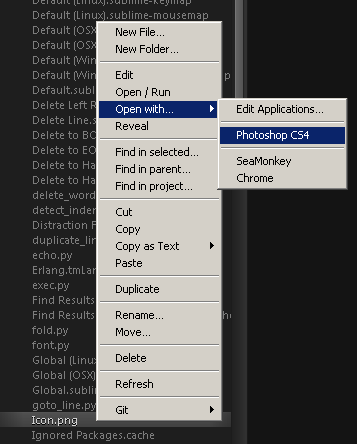 Default (Linux).sublime-keymap
Default (Linux).sublime-mousemap
Default (OSX)
Default (OSX)
Default (Win
Default (Win
Default.subl
Delete Left R
Delete Line.s
Delete to BO
Delete to EO
Delete to Ha
Delete to Ha
delete_word
detect_inden
Distraction F
duplicate_lin
echo.py
Erlang.tmLan
exec.py
Find Results
Find Results
fold.py
font.py
Global (Linu
Global (OSX)
Global.sublim
goto_line.py
Icon.png
Ignored Packages.cache
New File...
New Folder...
Edit
Open / Run
Open with...
Reveal
Find in selected...
Find in parent...
Find in project...
Cut
Copy
Copy as Text
Paste
Duplicate
Rename...
Move...
Delete
Refresh
Git
Edit Applications...
Photoshop CS4
SeaMonkey
Chrome